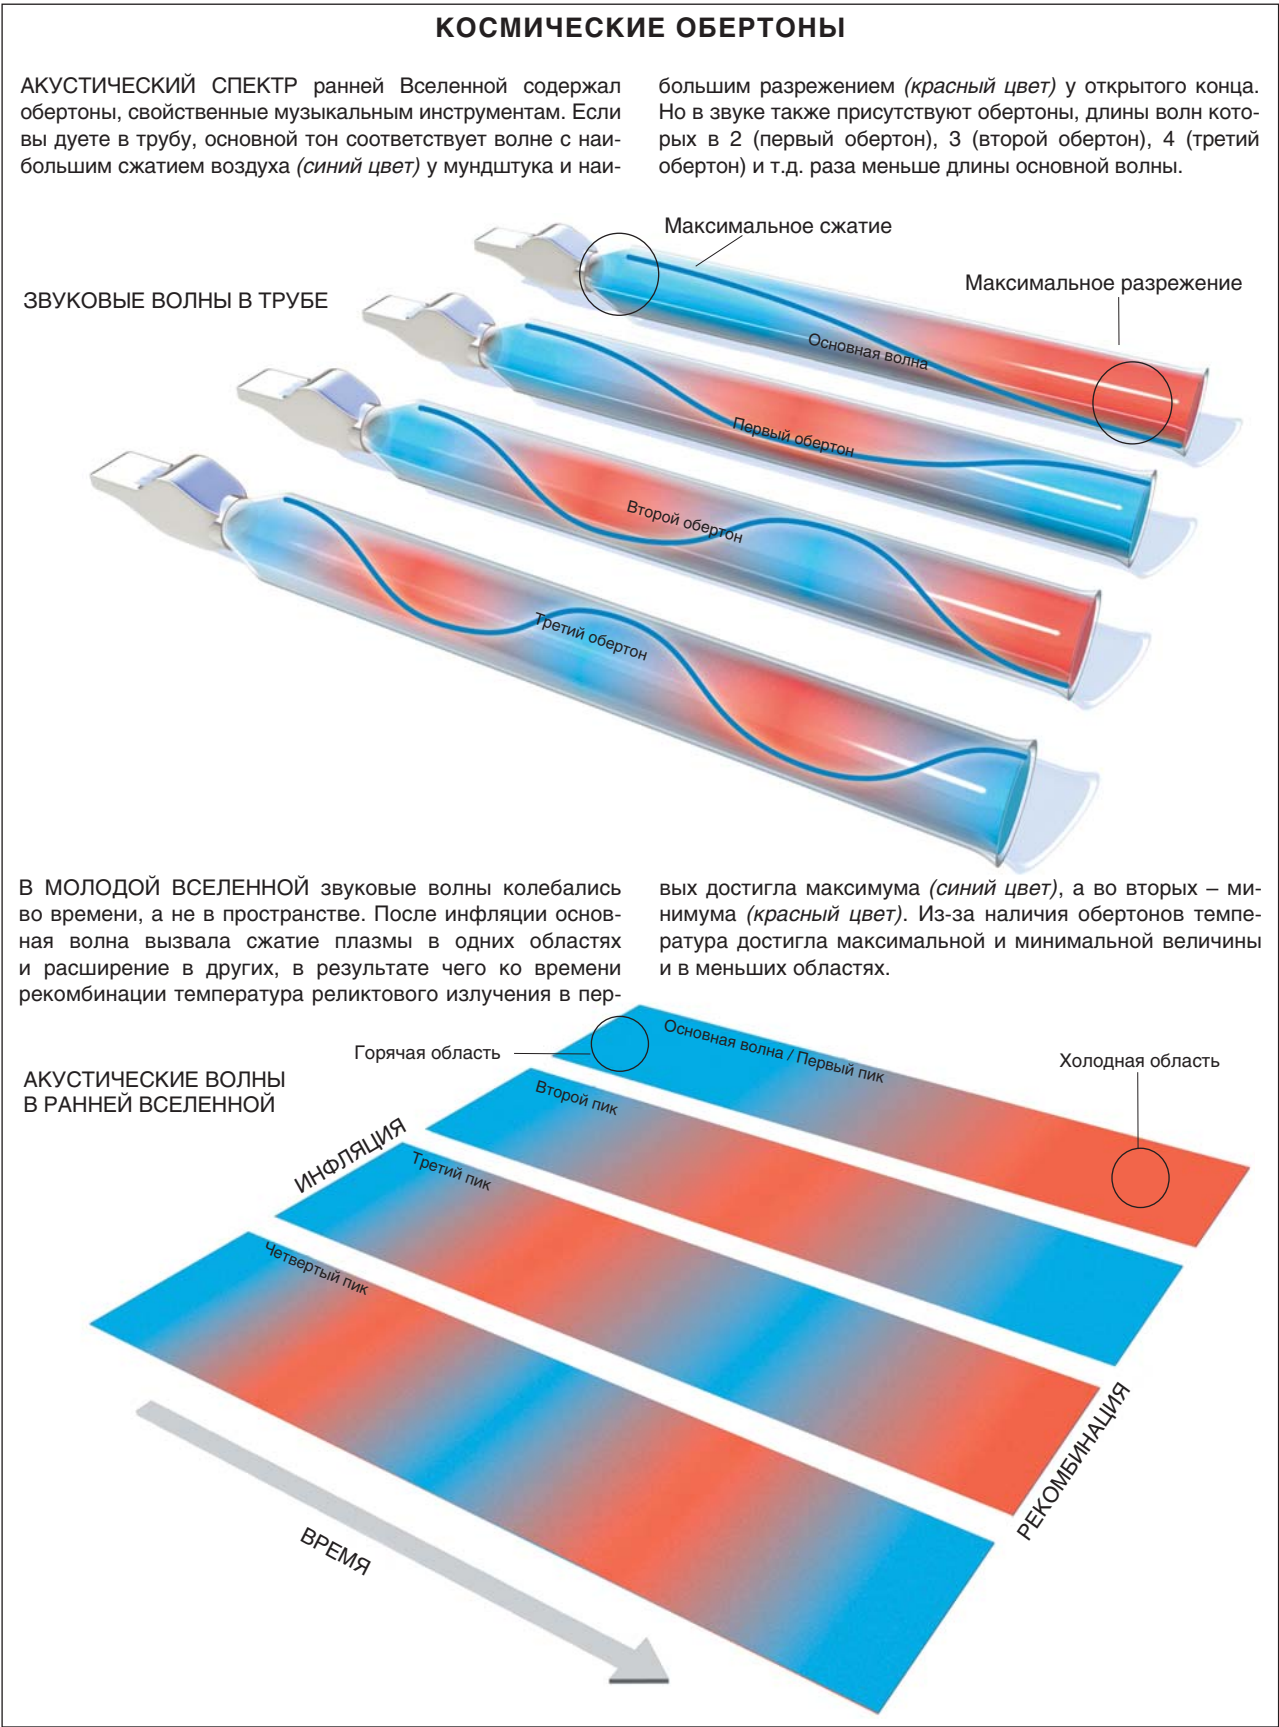 КОСМИЧЕСКИЕ ОБЕРТОНЫ
АКУСТИЧЕСКИЙ СПЕКТР ранней Вселенной содержал
обертоны, свойственные музыкальным инструментам. Если
вы дуете в трубу, основной тон соответствует волне с наи-
большим сжатием воздуха (синий цвет) у мундштука и наи-
большим разрежением (красный цвет) у открытого конца.
Но в звуке также присутствуют обертоны, длины волн кото-
рых в 2 (первый обертон), 3 (второй обертон), 4 (третий
обертон) и т.д. раза меньше длины основной волны.
ЗВУКОВЫЕ ВОЛНЫ В ТРУБЕ
Максимальное сжатие
Максимальное разрежение
Основная волна
Первый обертон
Второй обертон
Третий обертон
В МОЛОДОЙ ВСЕЛЕННОЙ звуковые волны колебались
во времени, а не в пространстве. После инфляции основ-
ная волна вызвала сжатие плазмы в одних областях
и расширение в других, в результате чего ко времени
рекомбинации температура реликтового излучения в пер-
вых достигла максимума (синий цвет), а во вторых – ми-
нимума (красный цвет). Из-за наличия обертонов темпе-
ратура достигла максимальной и минимальной величины
и в меньших областях.
АКУСТИЧЕСКИЕ ВОЛНЫ
В РАННЕЙ ВСЕЛЕННОЙ
Горячая область
Холодная область
Основная волна / Первый пик
Второй пик
Третий пик
Четвертый пик
ИНФЛЯЦИЯ
РЕКОМБИНАЦИЯ
ВРЕМЯ